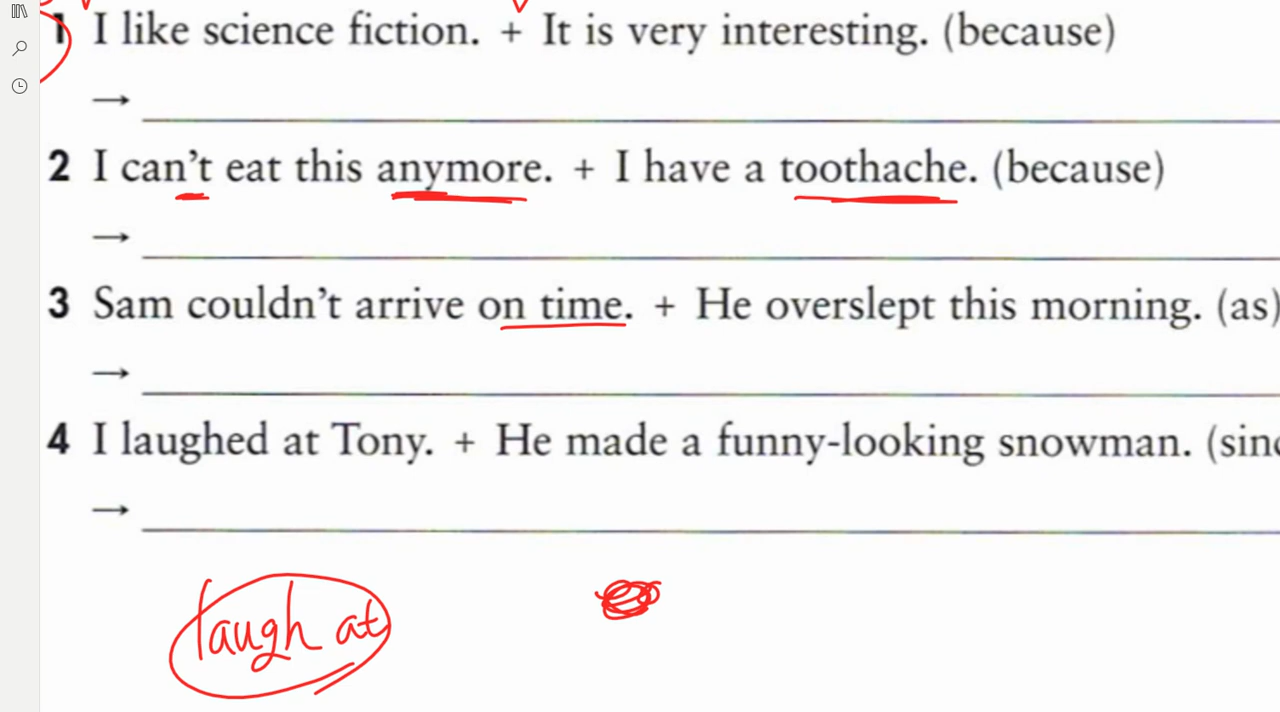 1 I like science fiction. + It is very interesting. (because)
→
2 I can't eat this anymore. + I have a toothache. (because)
→
3 Sam couldn't arrive on time. + He overslept this morning. (as)
→
4 I laughed at Tony. + He made a funny-looking snowman. (sinc
→
laugh at